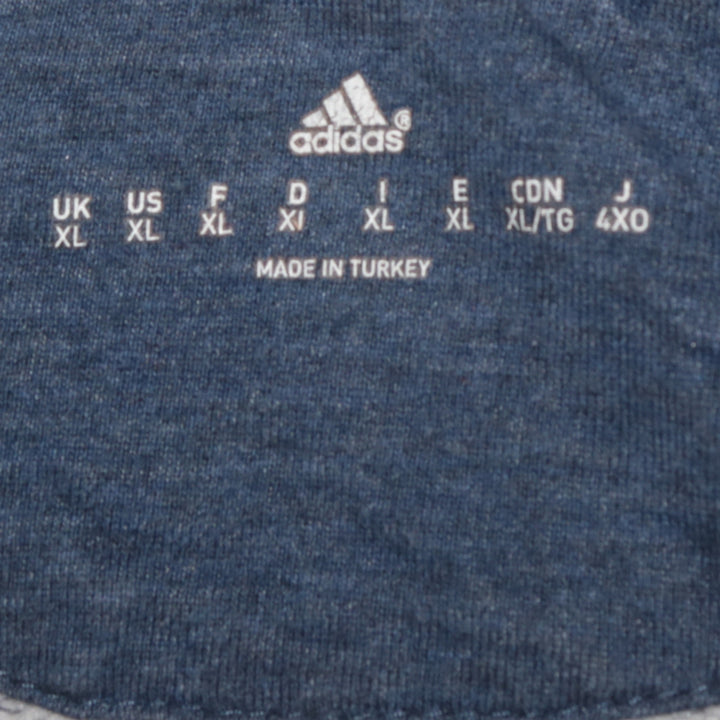 adidas®
UK US F D I E CDN J
XL XL XL XL XL XL XL/TG 4XO
MADE IN TURKEY